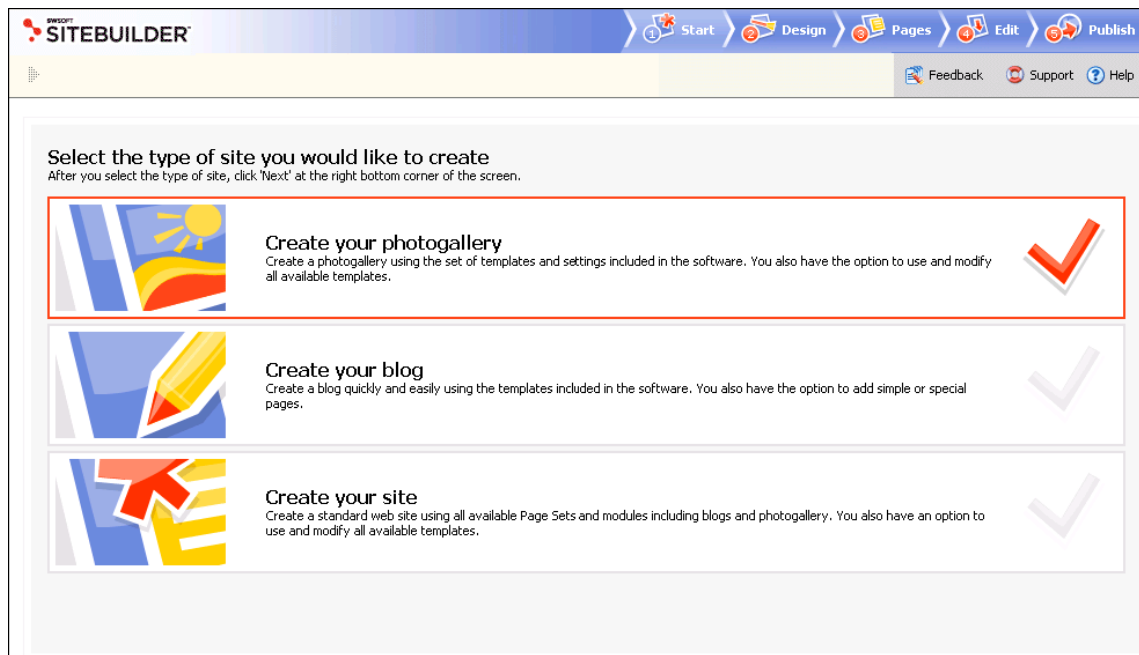 SWSOFT
SITEBUILDER™
1 Start 2 Design 3 Pages 4 Edit 5 Publish
Feedback Support ? Help
Select the type of site you would like to create
After you select the type of site, click 'Next' at the right bottom corner of the screen.
Create your photogallery
Create a photogallery using the set of templates and settings included in the software. You also have the option to use and modify
all available templates.
Create your blog
Create a blog quickly and easily using the templates included in the software. You also have the option to add simple or special
pages.
Create your site
Create a standard web site using all available Page Sets and modules including blogs and photogallery. You also have an option to
use and modify all available templates.